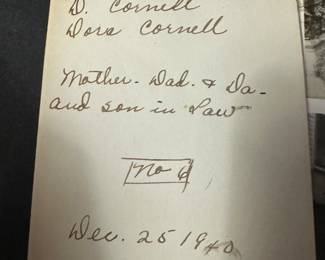 D. Cornell
Dora Cornell
Mother. Dad. & Da-
and son in Law
No 6
Dec. 25 1940